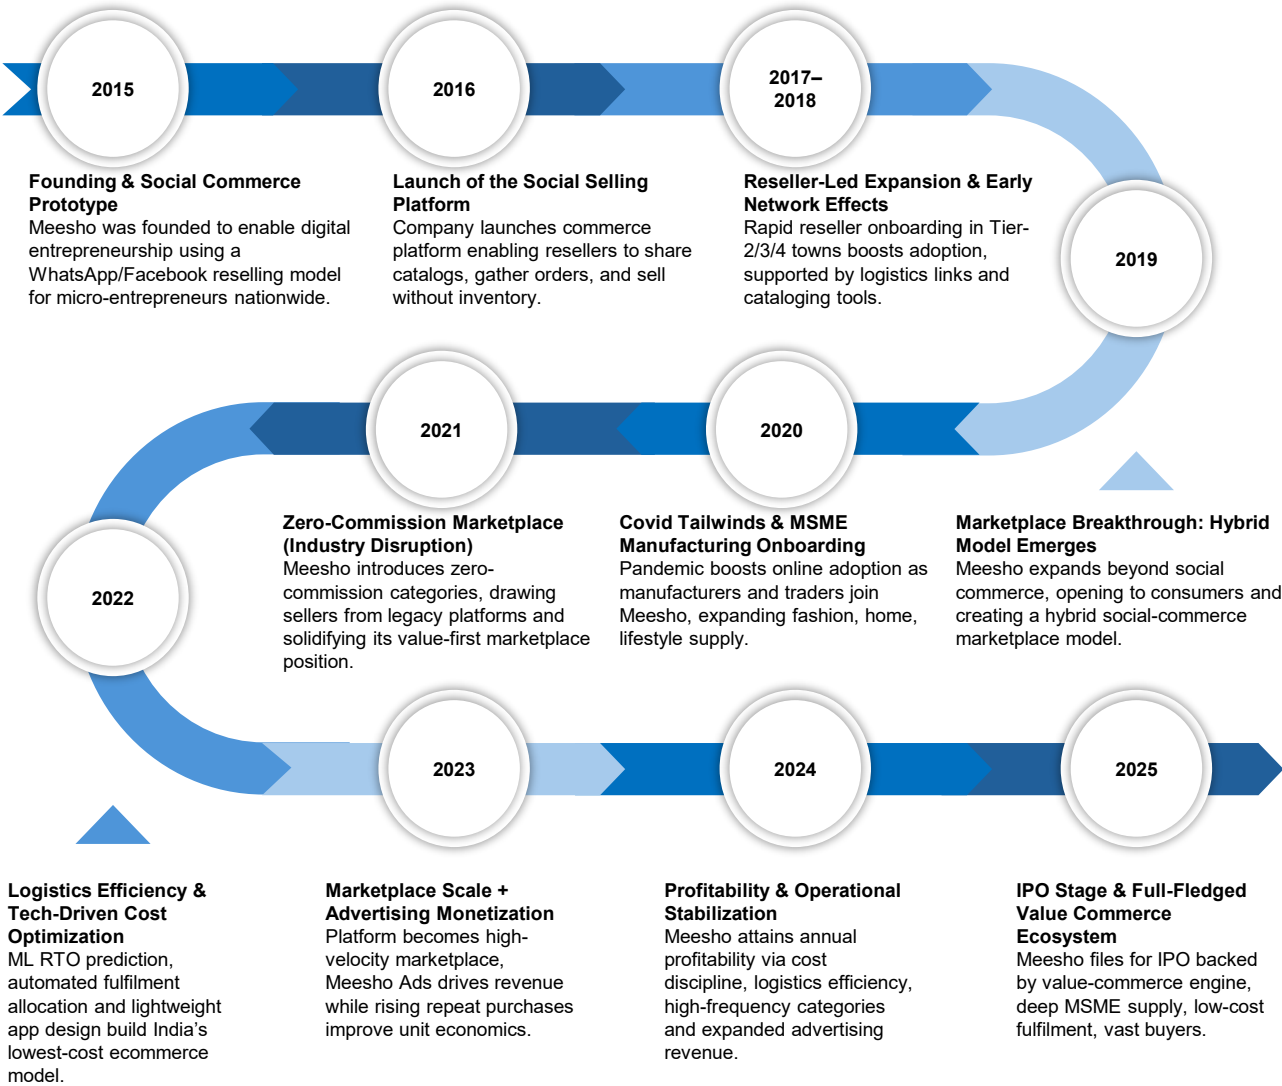 2015
Founding & Social Commerce
Prototype
Meesho was founded to enable digital
entrepreneurship using a
WhatsApp/Facebook reselling model
for micro-entrepreneurs nationwide.
2016
Launch of the Social Selling
Platform
Company launches commerce
platform enabling resellers to share
catalogs, gather orders, and sell
without inventory.
2017–
2018
Reseller-Led Expansion & Early
Network Effects
Rapid reseller onboarding in Tier-
2/3/4 towns boosts adoption,
supported by logistics links and
cataloging tools.
2019
Marketplace Breakthrough: Hybrid
Model Emerges
Meesho expands beyond social
commerce, opening to consumers and
creating a hybrid social-commerce
marketplace model.
2020
Covid Tailwinds & MSME
Manufacturing Onboarding
Pandemic boosts online adoption as
manufacturers and traders join
Meesho, expanding fashion, home,
lifestyle supply.
2021
Zero-Commission Marketplace
(Industry Disruption)
Meesho introduces zero-
commission categories, drawing
sellers from legacy platforms and
solidifying its value-first marketplace
position.
2022
Logistics Efficiency &
Tech-Driven Cost
Optimization
ML RTO prediction,
automated fulfilment
allocation and lightweight
app design build India’s
lowest-cost ecommerce
model.
2023
Marketplace Scale +
Advertising Monetization
Platform becomes high-
velocity marketplace,
Meesho Ads drives revenue
while rising repeat purchases
improve unit economics.
2024
Profitability & Operational
Stabilization
Meesho attains annual
profitability via cost
discipline, logistics efficiency,
high-frequency categories
and expanded advertising
revenue.
2025
IPO Stage & Full-Fledged
Value Commerce
Ecosystem
Meesho files for IPO backed
by value-commerce engine,
deep MSME supply, low-cost
fulfilment, vast buyers.